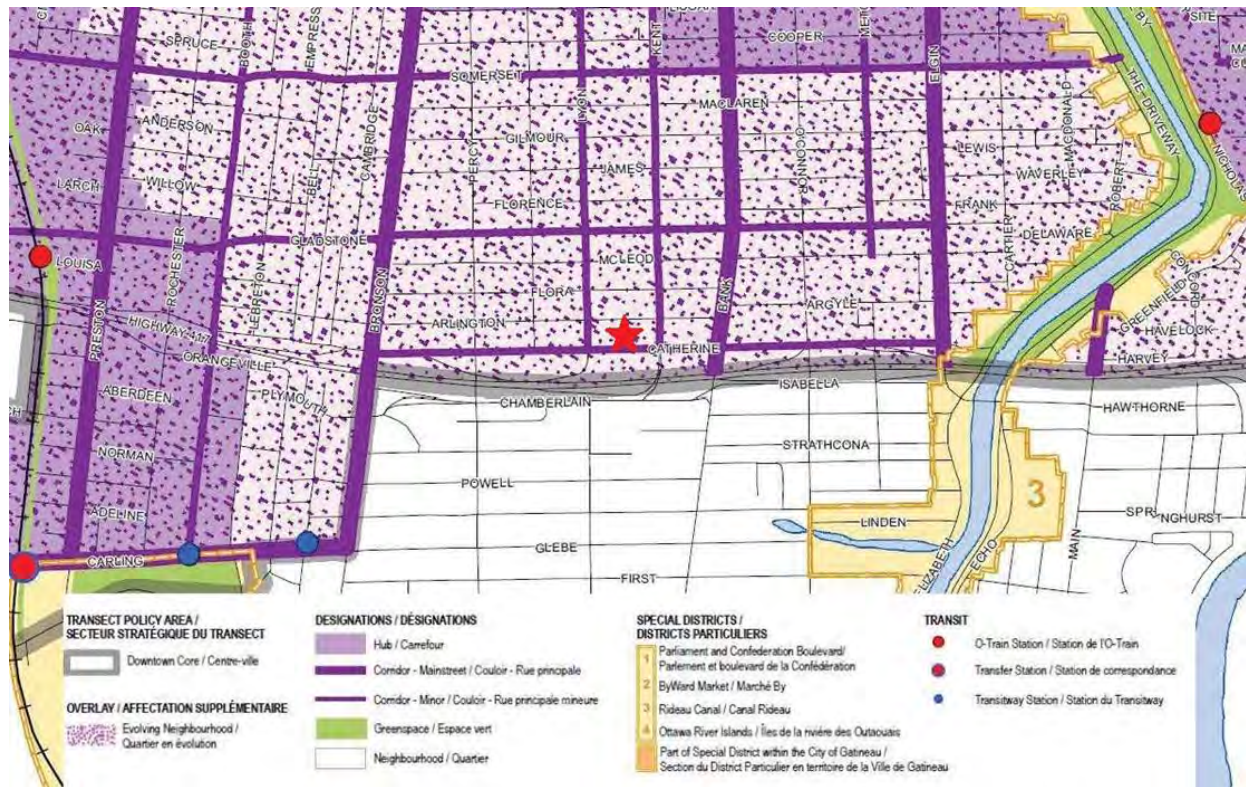 SPRUCE
BOOTH
EMPRESS
KENT
COOPER
ELGIN
SITE
SOMERSET
LYON
MACLAREN
THE DRIVEWAY
OAK
ANDERSON
CAMBRIDGE
PERCY
GILMOUR
OCONNOR
LEWIS
MACDONALD
NICHOLAS
LARCH
WILLOW
BELL
JAMES
WAVERLEY
ROBERT
FLORENCE
FRANK
CARTIER
DELAWARE
GLADSTONE
LOUISA
ROCHESTER
LEBRETON
BRONSON
MCLEOD
BANK
CONCORD
FLORA
ARGYLE
GREENFIELD
PRESTON
HIGHWAY 417
ARLINGTON
CATHERINE
HAVELOCK
ORANGEVILLE
HARVEY
ABERDEEN
PLYMOUTH
CHAMBERLAIN
ISABELLA
HAWTHORNE
NORMAN
STRATHCONA
POWELL
3
ADELINE
LINDEN
SPRINGHURST
CARLING
GLEBE
ELIZABETH
ECHO
MAIN
FIRST
TRANSECT POLICY AREA /
SECTEUR STRATÉGIQUE DU TRANSECT
Downtown Core / Centre-ville
OVERLAY / AFFECTATION SUPPLÉMENTAIRE
Evolving Neighbourhood /
Quartier en évolution
DESIGNATIONS / DÉSIGNATIONS
Hub / Carrefour
Corridor - Mainstreet / Couloir - Rue principale
Corridor - Minor / Couloir - Rue principale mineure
Greenspace / Espace vert
Neighbourhood / Quartier
SPECIAL DISTRICTS /
DISTRICTS PARTICULIERS
1 Parliament and Confederation Boulevard/
Parlement et boulevard de la Confédération
2 ByWard Market / Marché By
3 Rideau Canal / Canal Rideau
4 Ottawa River Islands / Îles de la rivière des Outaouais
Part of Special District within the City of Gatineau /
Section du District Particulier en territoire de la Ville de Gatineau
TRANSIT
O-Train Station / Station de l'O-Train
Transfer Station / Station de correspondance
Transitway Station / Station du Transitway